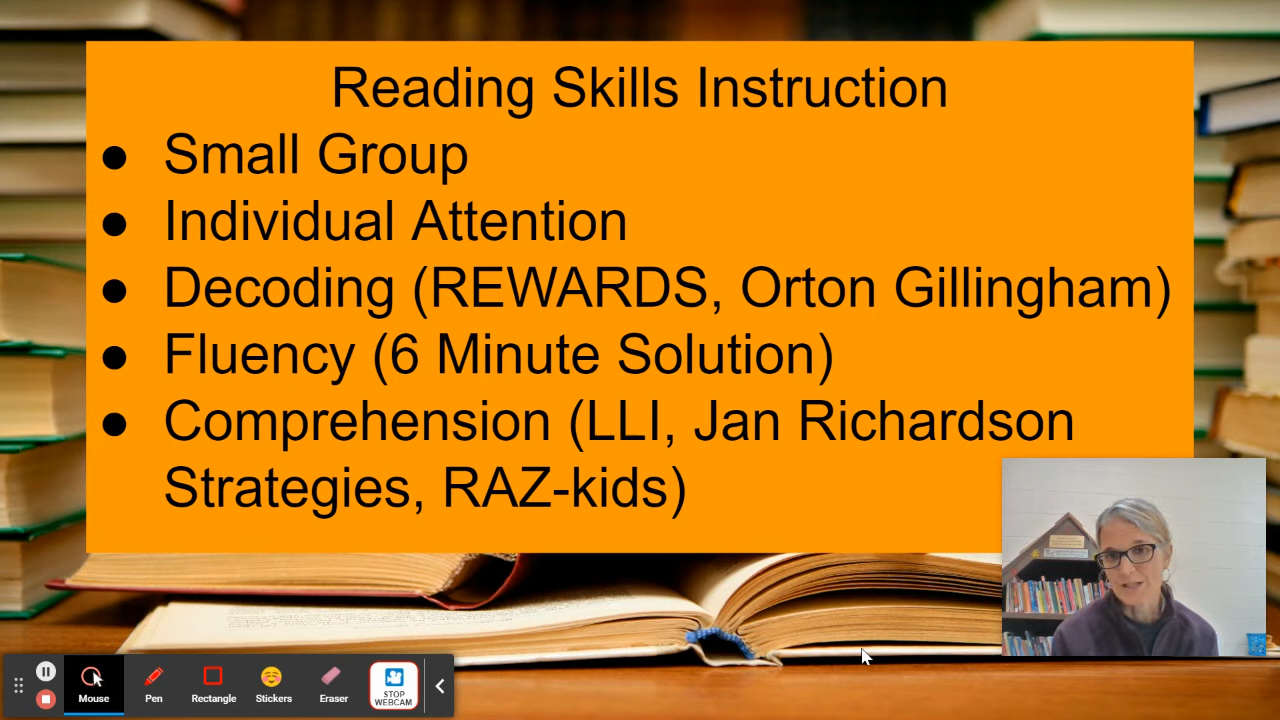 Reading Skills Instruction
● Small Group
● Individual Attention
● Decoding (REWARDS, Orton Gillingham)
● Fluency (6 Minute Solution)
● Comprehension (LLI, Jan Richardson
Strategies, RAZ-kids)
Mouse
Pen
Rectangle
Stickers
Eraser
STOP
WEBCAM